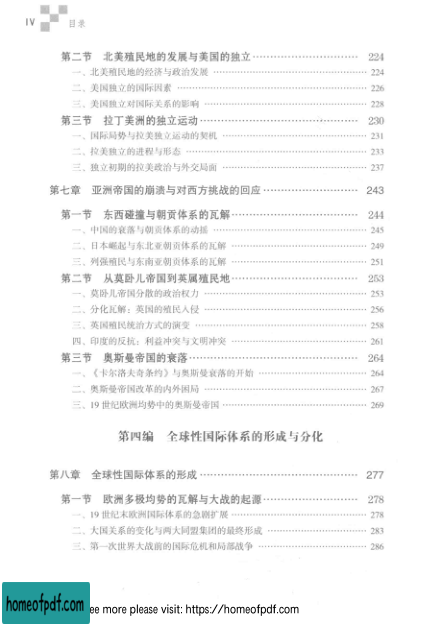 IV 目录
第二节 北美殖民地的发展与美国的独立 …… 224
一、北美殖民地的经济与政治发展 …… 224
二、美国独立的国际因素 …… 226
三、美国独立对国际关系的影响 …… 228
第三节 拉丁美洲的独立运动 …… 230
一、国际局势与拉美独立运动的契机 …… 231
二、拉美独立的进程与形态 …… 233
三、独立初期的拉美政治与外交局面 …… 237
第七章 亚洲帝国的崩溃与对西方挑战的回应 …… 243
第一节 东西碰撞与朝贡体系的瓦解 …… 244
一、中国的衰落与朝贡体系的动摇 …… 245
二、日本崛起与东北亚朝贡体系的瓦解 …… 249
三、列强殖民与东南亚朝贡体系的瓦解 …… 251
第二节 从莫卧儿帝国到英属殖民地 …… 253
一、莫卧儿帝国分散的政治权力 …… 253
二、分化瓦解：英国的殖民入侵 …… 256
三、英国殖民统治方式的演变 …… 258
四、印度的反抗：利益冲突与文明冲突 …… 261
第三节 奥斯曼帝国的衰落 …… 264
一、《卡尔洛夫奇条约》与奥斯曼衰落的开始 …… 264
二、奥斯曼帝国改革的内外困局 …… 267
三、19世纪欧洲均势中的奥斯曼帝国 …… 269
第四编 全球性国际体系的形成与分化
第八章 全球性国际体系的形成 …… 277
第一节 欧洲多极均势的瓦解与大战的起源 …… 278
一、19世纪末欧洲国际体系的急剧扩展 …… 278
二、大国关系的变化与两大同盟集团的最终形成 …… 283
三、第一次世界大战前的国际危机和局部战争 …… 286
homeofpdf.com ee more please visit: https://homeofpdf.com